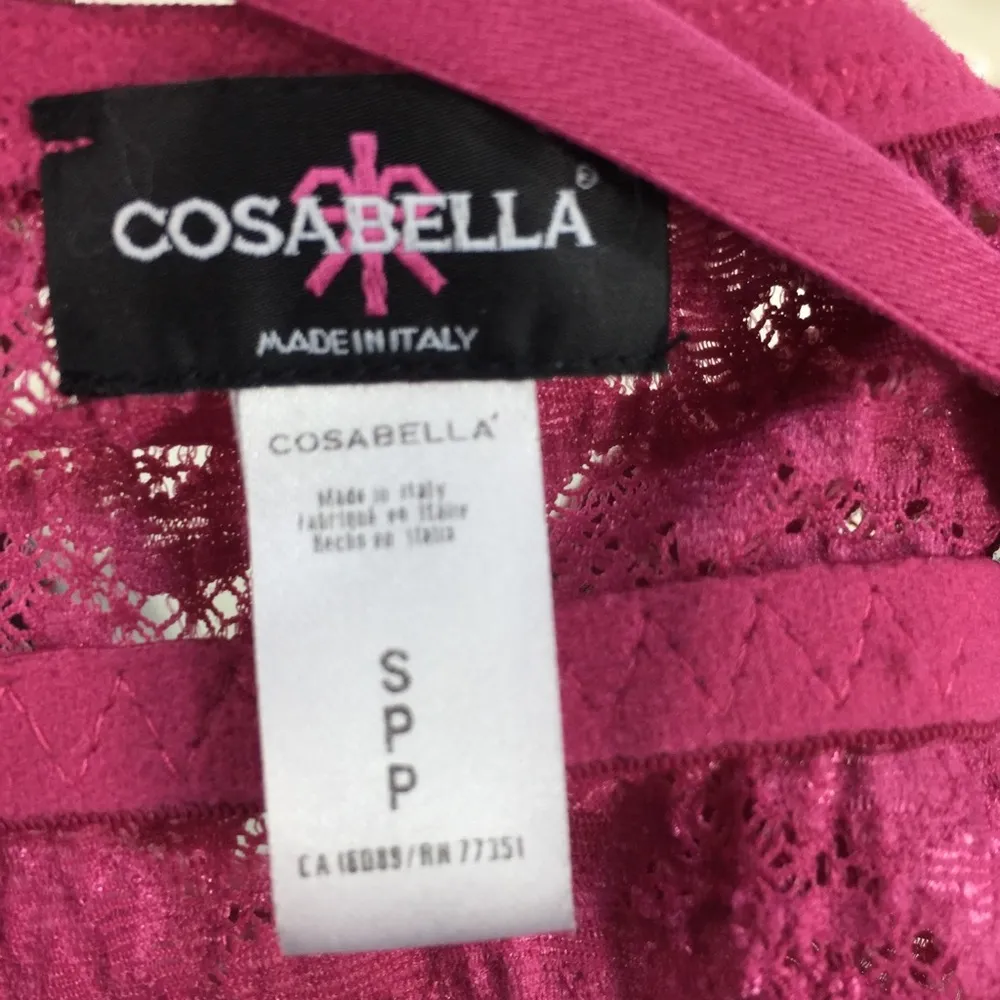 COSABELLA®
MADE IN ITALY
COSABELLA
Made in Italy
Fabriqué en Italie
Hecho en Italia
S
P
P
CA 16089/RN 77351